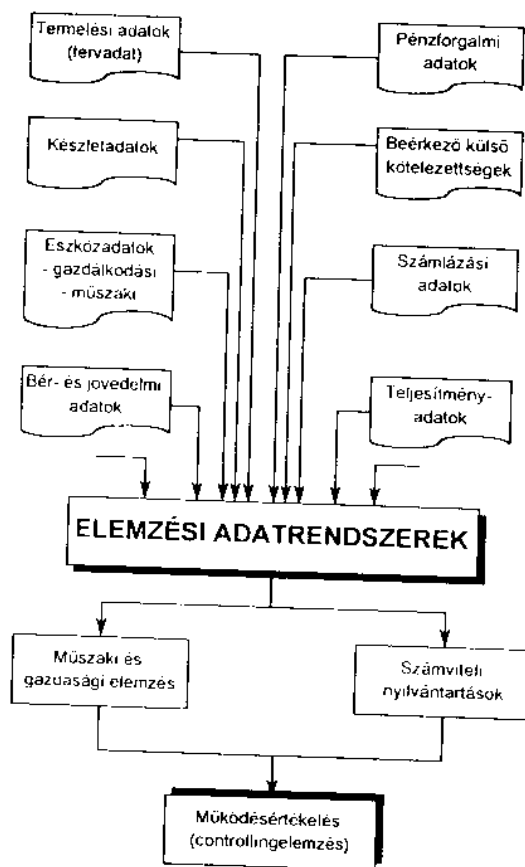 Termelési adatok
(tervadat)
Készletadatok
Eszközadatok
- gazdálkodási
- műszaki
Bér- és jövedelmi
adatok
Pénzforgalmi
adatok
Beérkező külső
kötelezettségek
Számlázási
adatok
Teljesítmény-
adatok
ELEMZÉSI ADATRENDSZEREK
Műszaki és
gazdasági elemzés
Számviteli
nyilvántartások
Működésértékelés
(controllingelemzés)